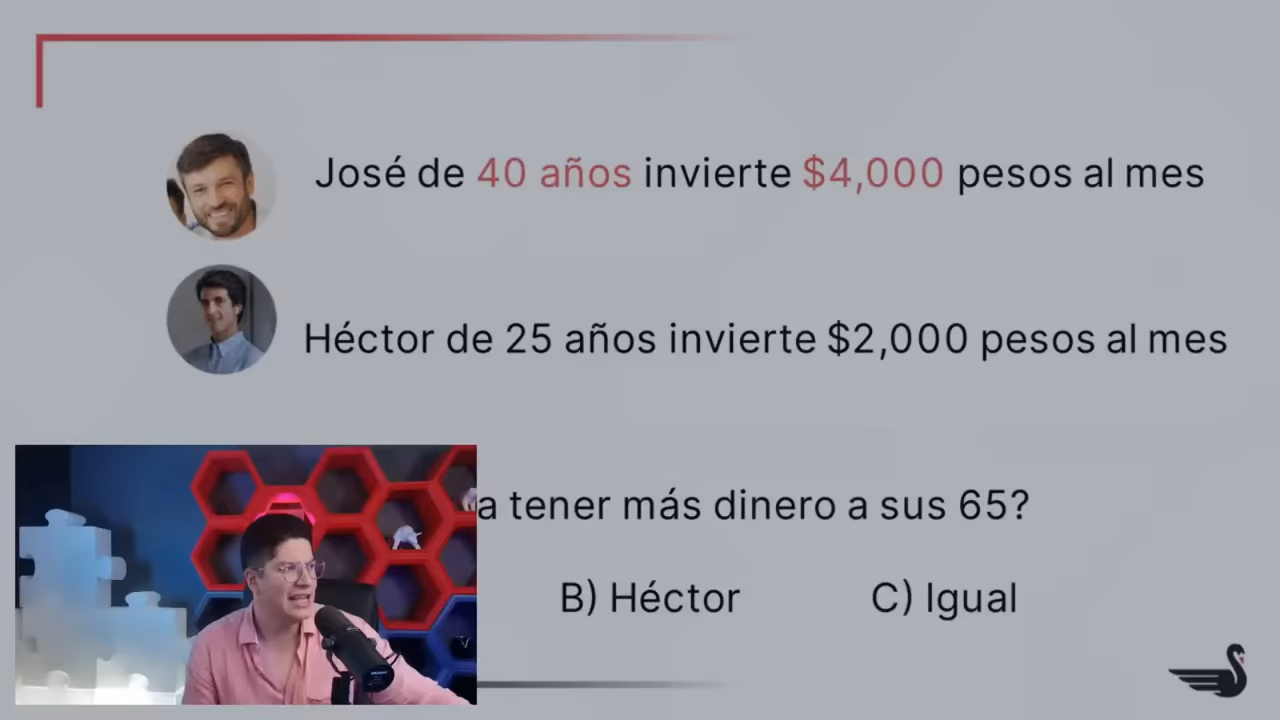 José de 40 años invierte $4,000 pesos al mes
Héctor de 25 años invierte $2,000 pesos al mes
a tener más dinero a sus 65?
B) Héctor
C) Igual